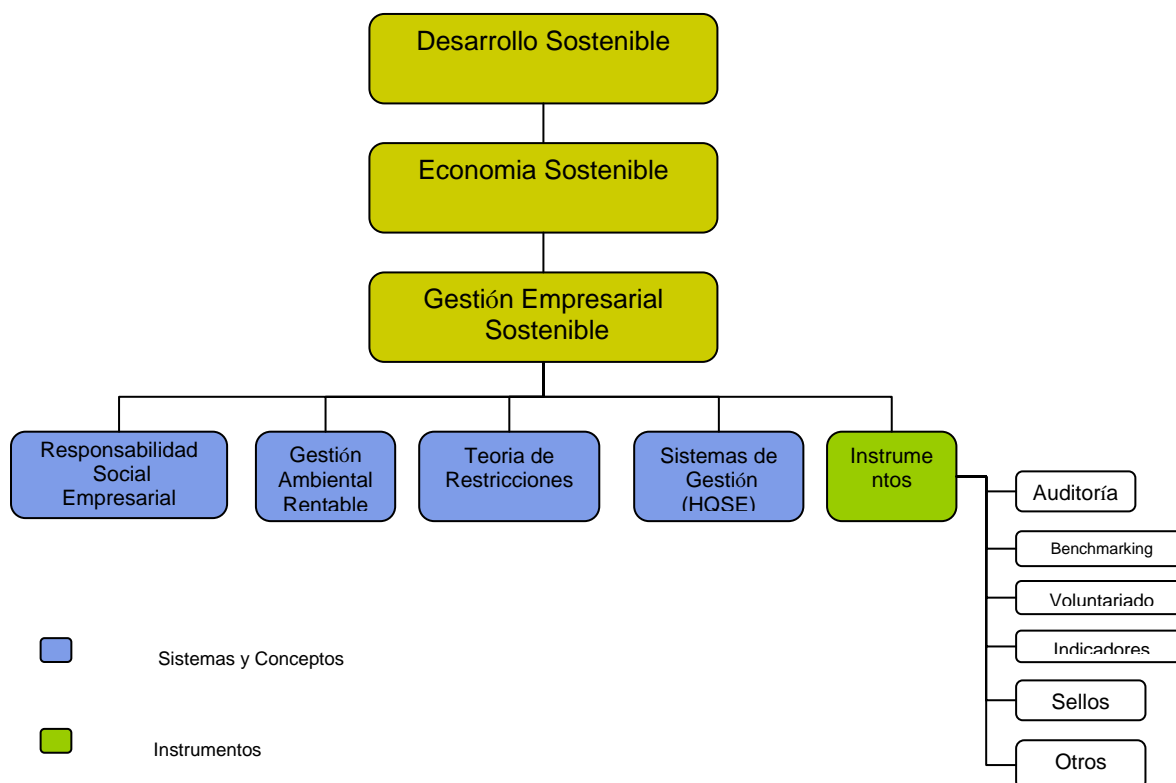 Desarrollo Sostenible
Economia Sostenible
Gestión Empresarial
Sostenible
Responsabilidad
Social
Empresarial
Gestión
Ambiental
Rentable
Teoria de
Restricciones
Sistemas de
Gestión
(HQSE)
Instrume
ntos
Auditoría
Benchmarking
Voluntariado
Indicadores
Sellos
Otros
Sistemas y Conceptos
Instrumentos